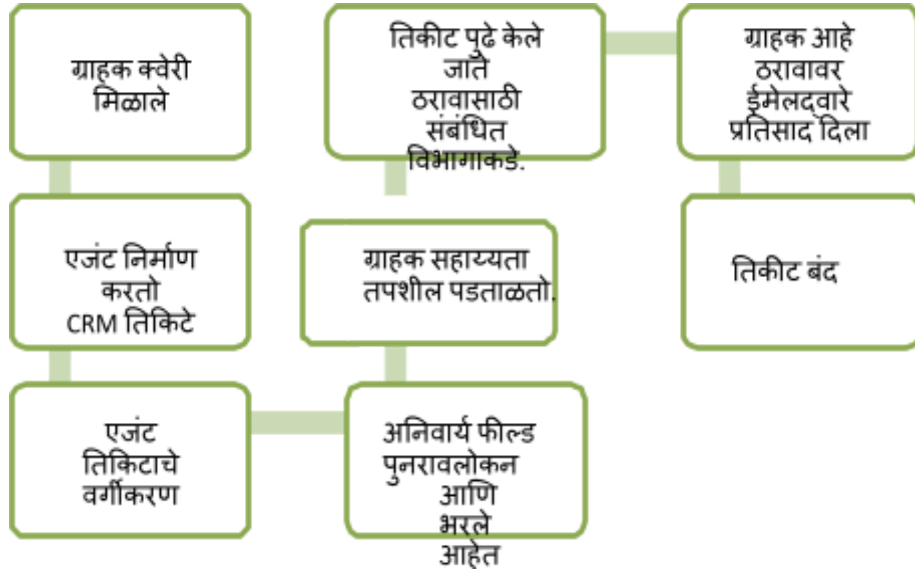 ग्राहक क्वेरी
मिळाले
एजंट निर्माण
करतो
CRM तिकिटे
एजंट
तिकिटाचे
वर्गीकरण
अनिवार्य फील्ड
पुनरावलोकन
आणि
भरले
आहेत
ग्राहक सहाय्यता
तपशील पडताळतो.
तिकीट पुढे केले
जाते
ठरावासाठी
संबंधित
विभागाकडे.
ग्राहक आहे
ठरावावर
ईमेलद्वारे
प्रतिसाद दिला
तिकीट बंद